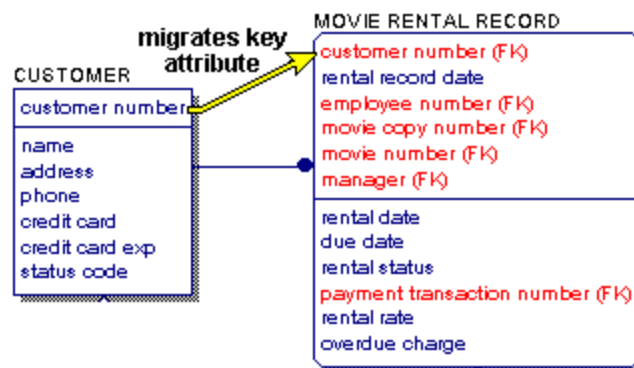 MOVIE RENTAL RECORD
migrates key
attribute
CUSTOMER
customer number
name
address
phone
credit card
credit card exp
status code
customer number (FK)
rental record date
employee number (FK)
movie copy number (FK)
movie number (FK)
manager (FK)
rental date
due date
rental status
payment transaction number (FK)
rental rate
overdue charge